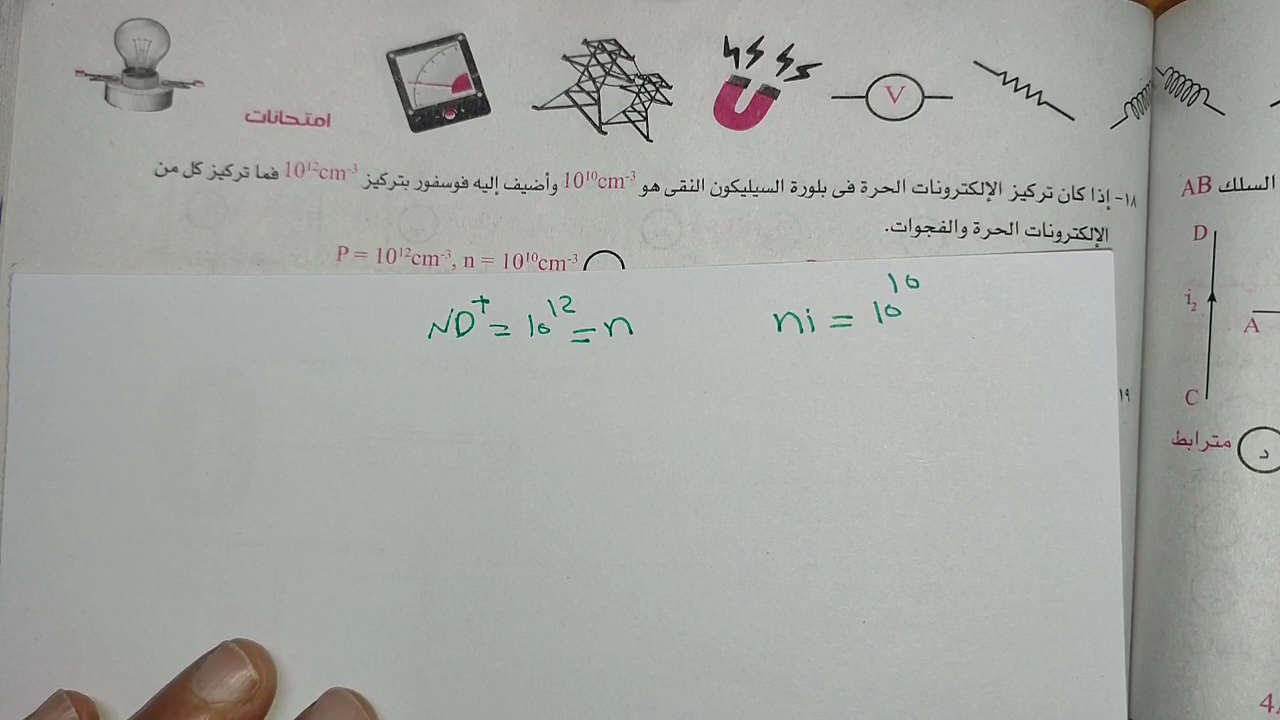 امتحانات
V
١٨- إذا كان تركيز الإلكترونات الحرة فى بلورة السيليكون النقى هو 10¹⁰cm⁻³ وأضيف إليه فوسفور بتركيز 10¹²cm⁻³ فما تركيز كل من
الإلكترونات الحرة والفجوات.
P = 10¹²cm⁻³, n = 10¹⁰cm⁻³
ND⁺ = 10¹² = n
ni = 10¹⁰
١٩
السلك AB
D
i₂
A
C
مترابط
د
4